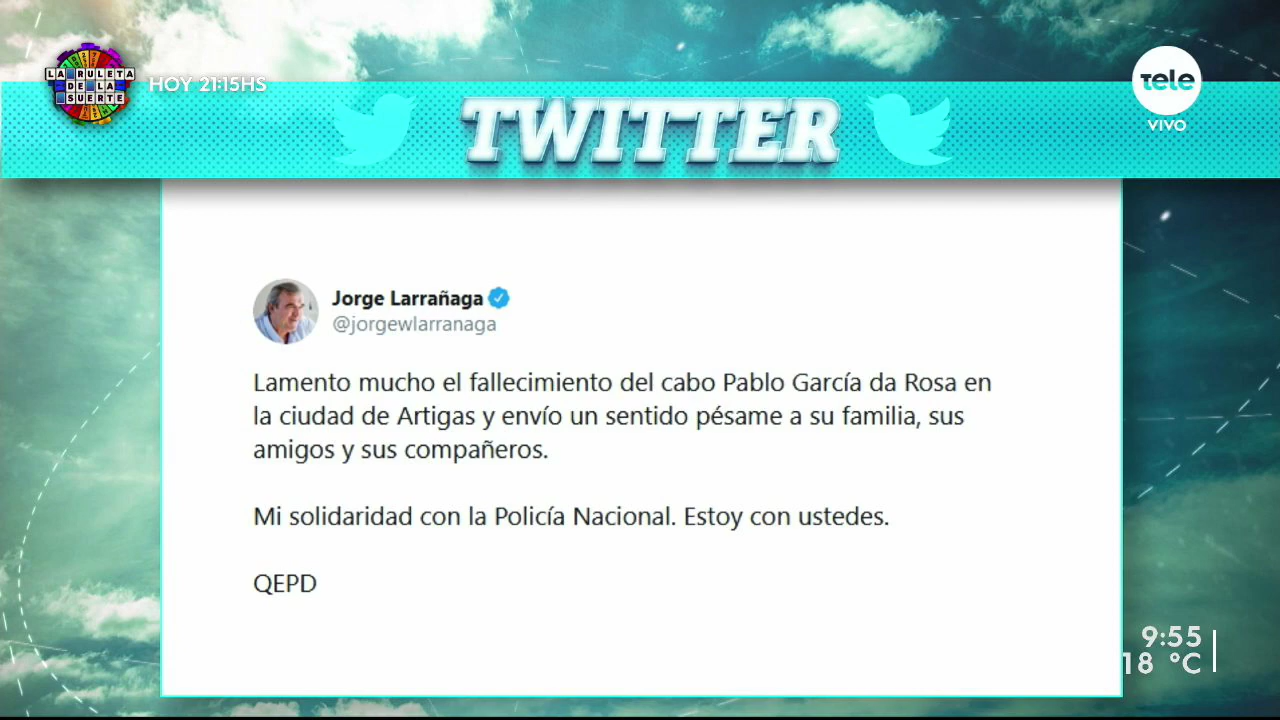 LA RULETA
DE LA
SUERTE
HOY 21:15HS
TWITTER
tele
VIVO
Jorge Larrañaga
@jorgewlarranaga
Lamento mucho el fallecimiento del cabo Pablo García da Rosa en
la ciudad de Artigas y envío un sentido pésame a su familia, sus
amigos y sus compañeros.
Mi solidaridad con la Policía Nacional. Estoy con ustedes.
QEPD
9:55
18 °C